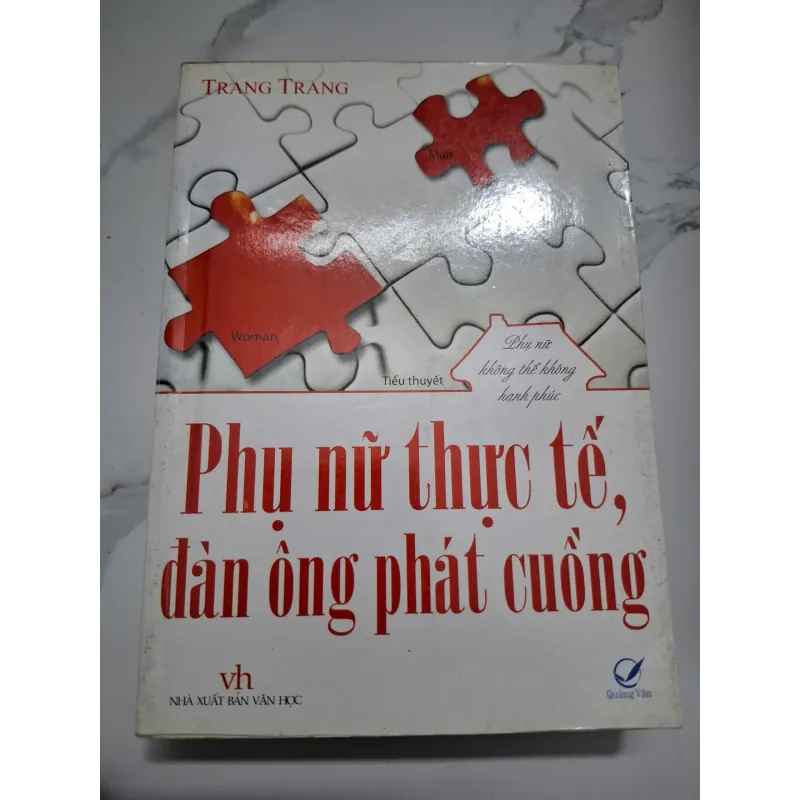 TRANG TRANG
Man
Woman
Tiểu thuyết
Phụ nữ
không thể không
hạnh phúc
Phụ nữ thực tế,
đàn ông phát cuồng
vh
NHÀ XUẤT BẢN VĂN HỌC
Quảng Văn